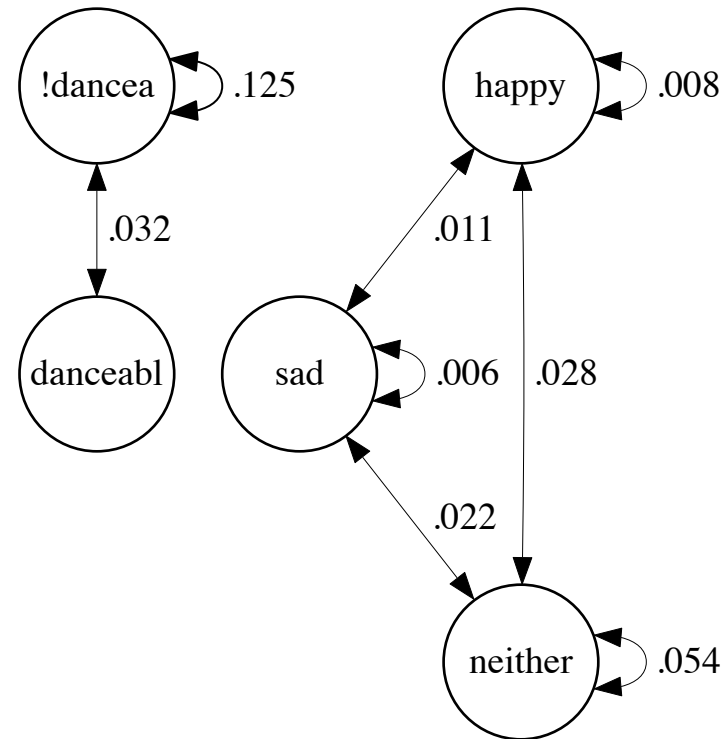 !dancea
.125
happy
.008
.032
.011
danceabl
sad
.006
.028
.022
neither
.054